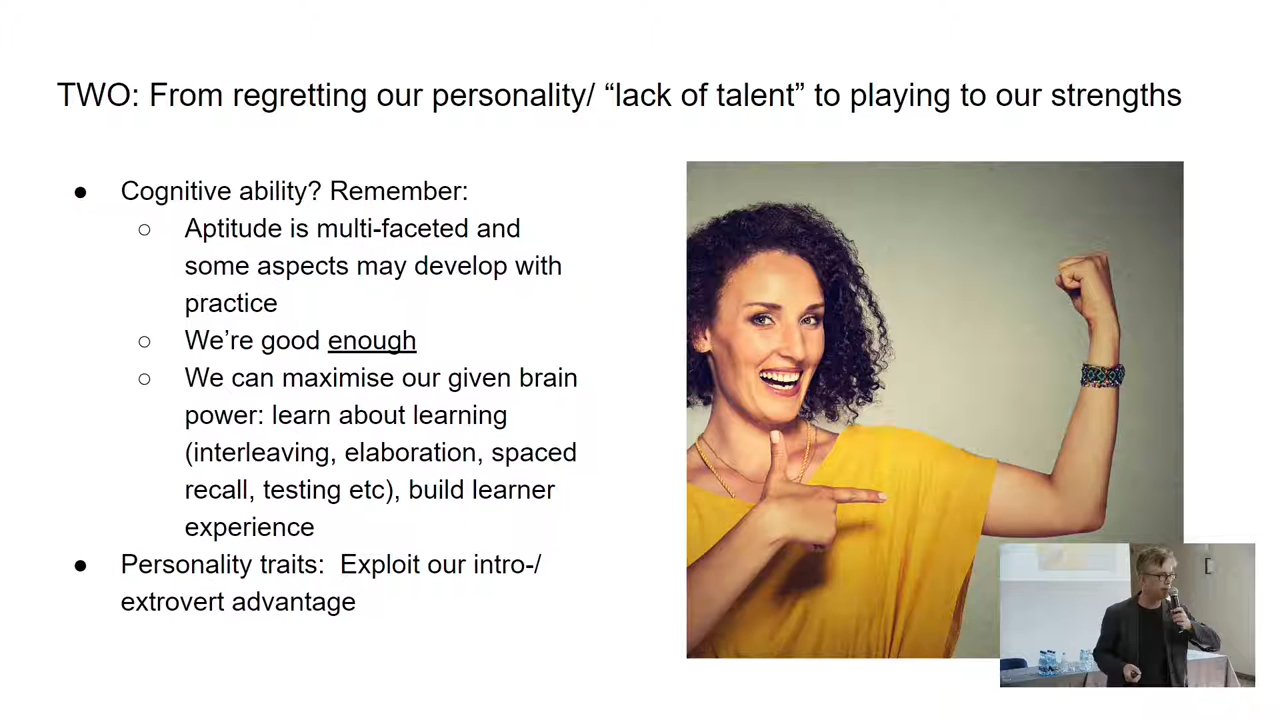 TWO: From regretting our personality/ “lack of talent” to playing to our strengths
● Cognitive ability? Remember:
○ Aptitude is multi-faceted and
some aspects may develop with
practice
○ We’re good enough
○ We can maximise our given brain
power: learn about learning
(interleaving, elaboration, spaced
recall, testing etc), build learner
experience
● Personality traits:  Exploit our intro-/
extrovert advantage